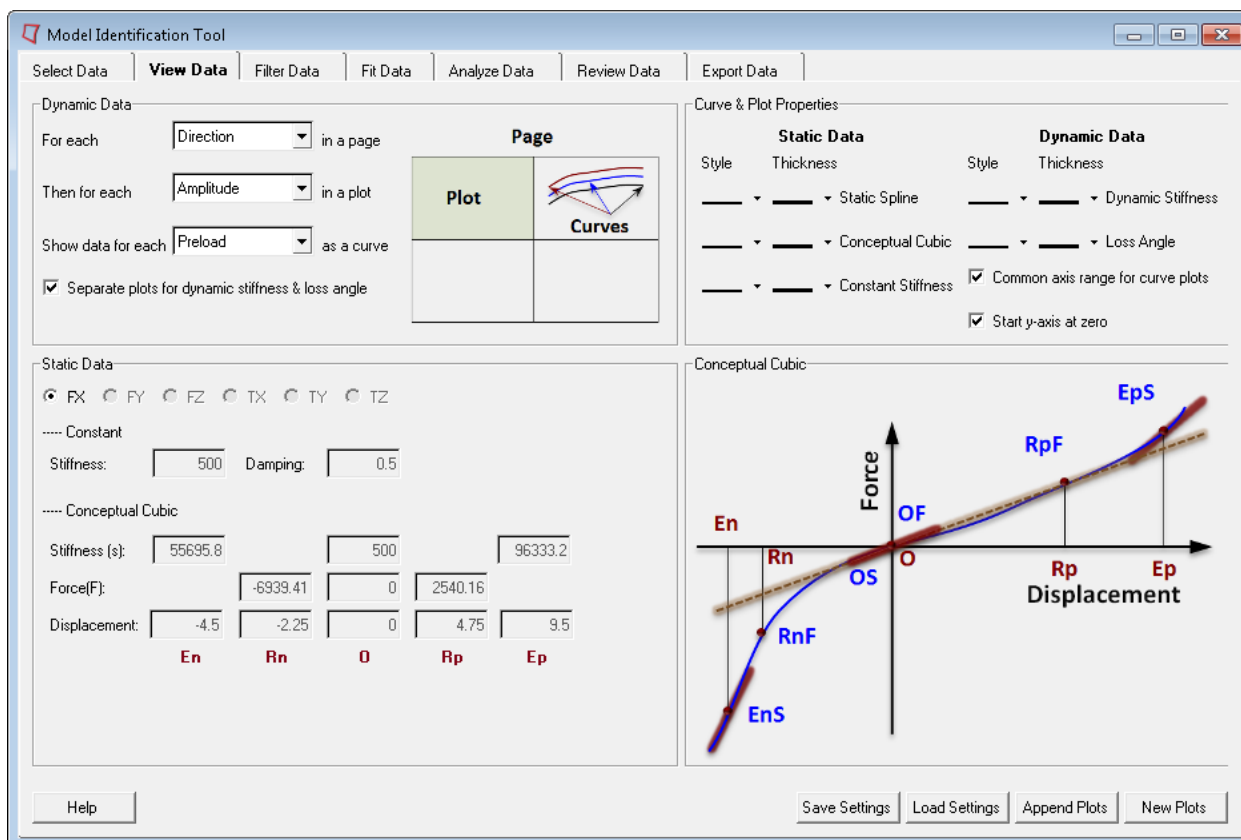 Model Identification Tool
Select Data View Data Filter Data Fit Data Analyze Data Review Data Export Data
Dynamic Data
For each Direction in a page
Then for each Amplitude in a plot
Show data for each Preload as a curve
Separate plots for dynamic stiffness & loss angle
Page
Plot
Curves
Curve & Plot Properties
Static Data Dynamic Data
Style Thickness Style Thickness
Static Spline Dynamic Stiffness
Conceptual Cubic Loss Angle
Constant Stiffness Common axis range for curve plots
Start y-axis at zero
Static Data
FX FY FZ TX TY TZ
----- Constant
Stiffness: 500 Damping: 0.5
----- Conceptual Cubic
Stiffness (s): 55695.8 500 96333.2
Force(F): -6939.41 0 2540.16
Displacement: -4.5 -2.25 0 4.75 9.5
En Rn O Rp Ep
Conceptual Cubic
EpS
RpF
Force
OF
En
Rn O Rp Ep
OS
Displacement
RnF
EnS
Help Save Settings Load Settings Append Plots New Plots